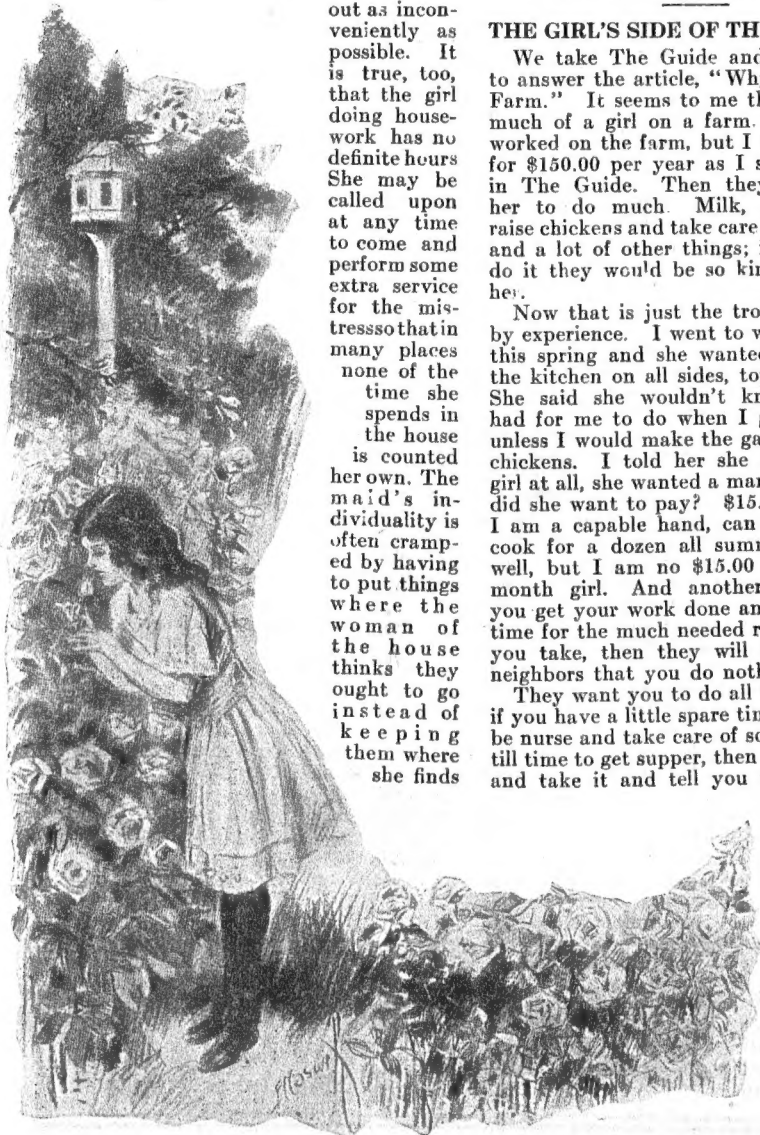 out as incon-
veniently as
possible. It
is true, too,
that the girl
doing house-
work has no
definite hours
She may be
called upon
at any time
to come and
perform some
extra service
for the mis-
tresssothatin
many places
none of the
time she
spends in
the house
is counted
her own. The
maid's in-
dividuality is
often cramp-
ed by having
to put things
where the
woman of
the house
thinks they
ought to go
instead of
keeping
them where
she finds
THE GIRL'S SIDE OF TH
We take The Guide and
to answer the article, "Wh
Farm." It seems to me th
much of a girl on a farm.
worked on the farm, but I
for $150.00 per year as I s
in The Guide. Then they
her to do much. Milk,
raise chickens and take care
and a lot of other things;
do it they would be so kin
her.
Now that is just the tro
by experience. I went to w
this spring and she wanted
the kitchen on all sides, to
She said she wouldn't kn
had for me to do when I
unless I would make the ga
chickens. I told her she
girl at all, she wanted a man
did she want to pay? $15.
I am a capable hand, can
cook for a dozen all summ
well, but I am no $15.00
month girl. And another
you get your work done an
time for the much needed r
you take, then they will
neighbors that you do noth
They want you to do all
if you have a little spare tim
be nurse and take care of so
till time to get supper, then
and take it and tell you